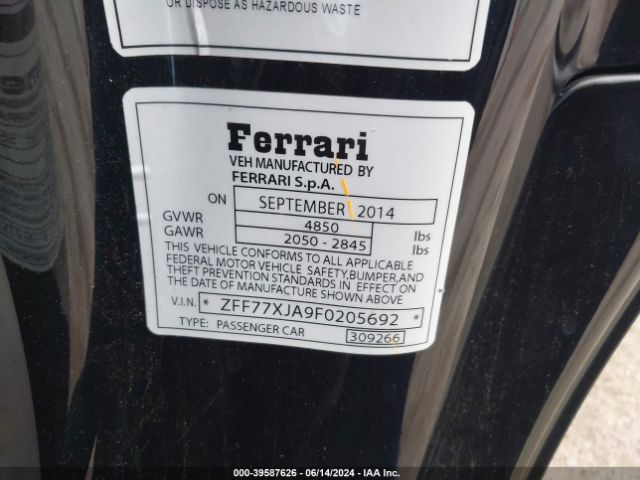 OR DISPOSE AS HAZARDOUS WASTE
Ferrari
VEH MANUFACTURED BY
FERRARI S.p.A.
ON SEPTEMBER 2014
GVWR 4850 lbs
GAWR 2050 - 2845 lbs
THIS VEHICLE CONFORMS TO ALL APPLICABLE
FEDERAL MOTOR VEHICLE SAFETY,BUMPER,AND
THEFT PREVENTION STANDARDS IN EFFECT ON
THE DATE OF MANUFACTURE SHOWN ABOVE
V.I.N. * ZFF77XJA9F0205692 *
TYPE: PASSENGER CAR 309266
000-39587626 - 06/14/2024 - IAA Inc.